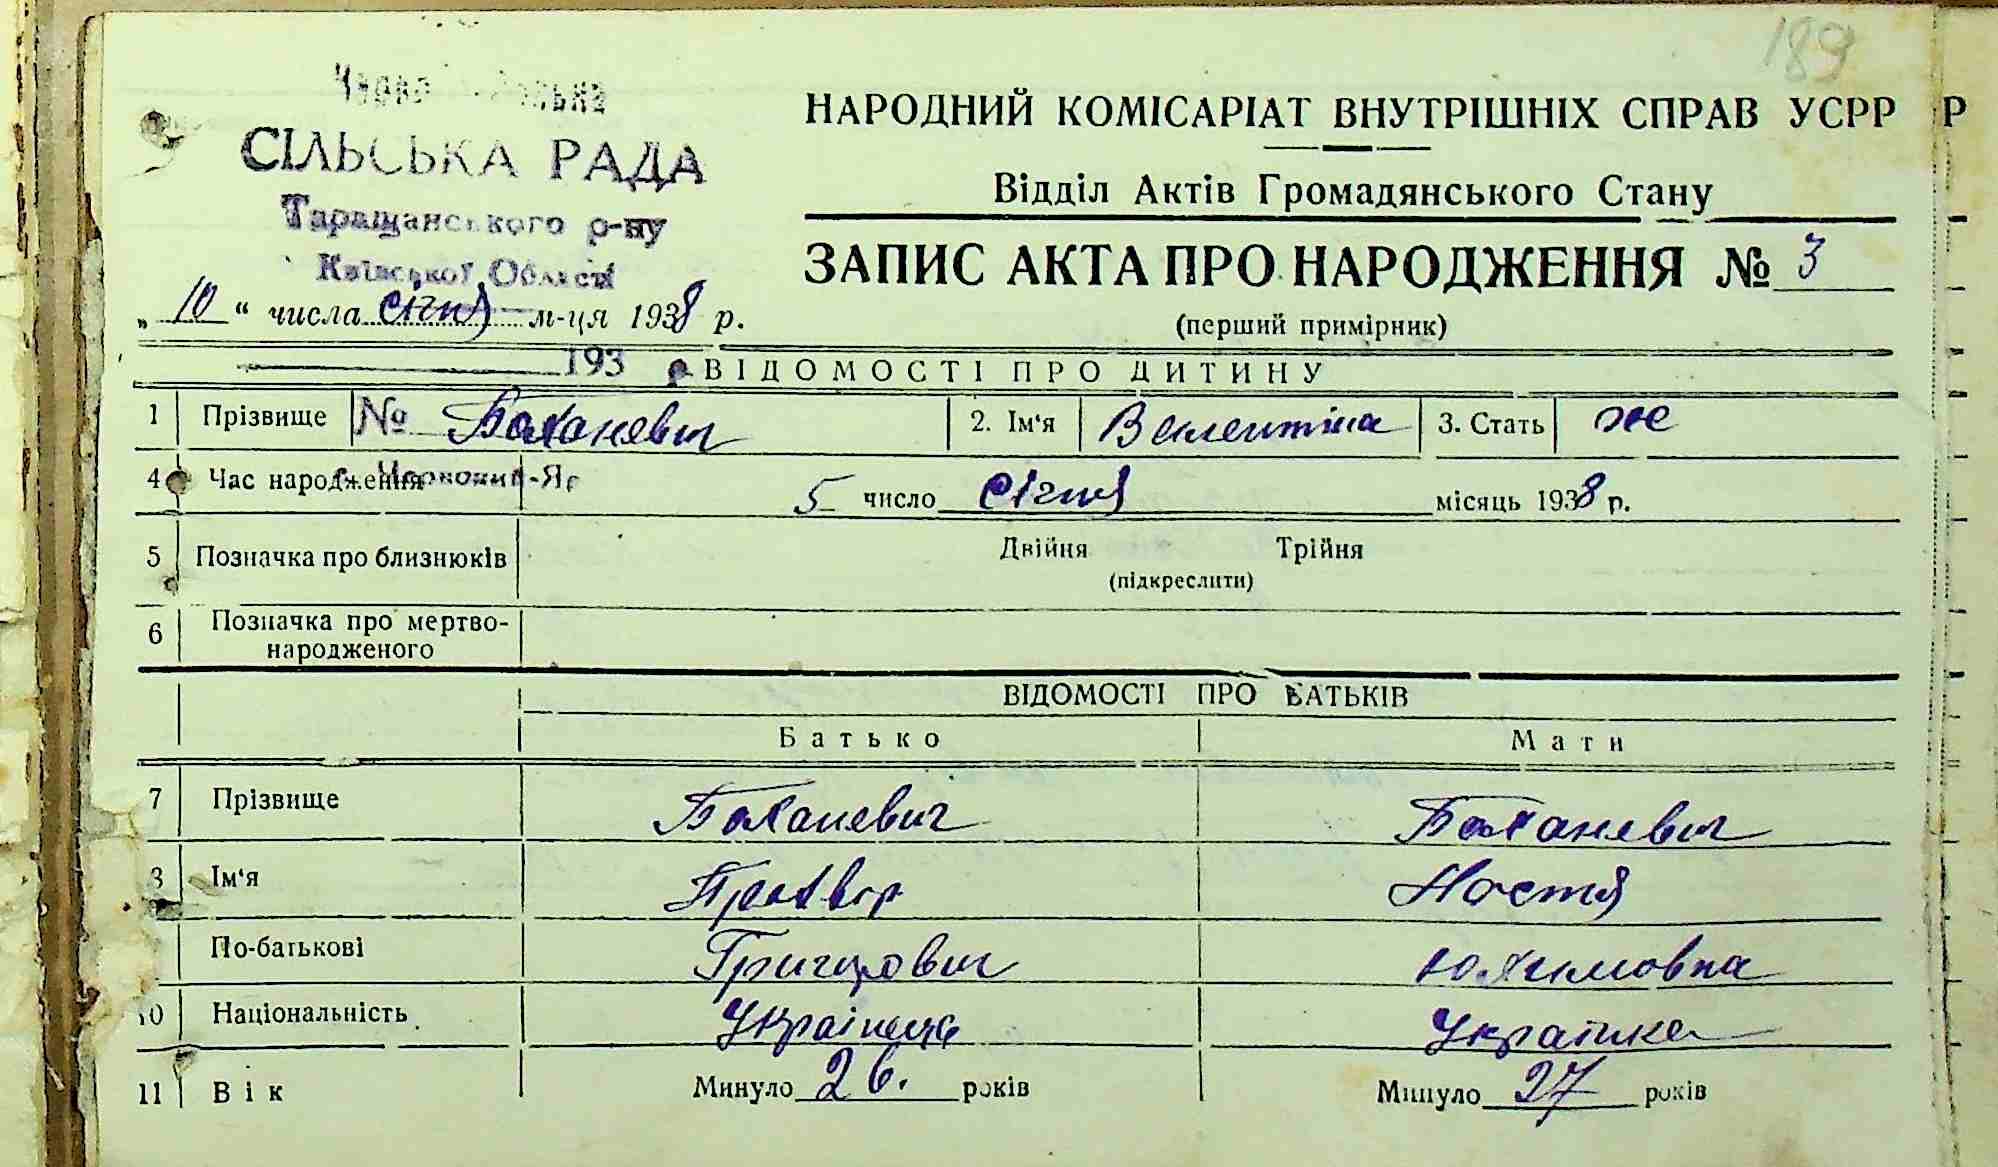 189
СІЛЬСЬКА РАДА
Таращанського р-ну
Київської Області
„ 10 “ числа січня м-ця 1938 р.
193
№
НАРОДНИЙ КОМІСАРІАТ ВНУТРІШНІХ СПРАВ УСРР Р
Відділ Актів Громадянського Стану
ЗАПИС АКТА ПРО НАРОДЖЕННЯ № 3
(перший примірник)
ВІДОМОСТІ ПРО ДИТИНУ
1 Прізвище Баханевич 2. Ім‘я Валентина 3. Стать ж
4 Час народження 5 число січня місяць 1938 р.
5 Позначка про близнюків Двійня Трійня
(підкреслити)
6 Позначка про мертво-
народженого
ВІДОМОСТІ ПРО БАТЬКІВ
Батько Мати
7 Прізвище Баханевич Баханевич
8 Ім‘я Настя
По-батькові Григорович Юхимовна
10 Національність Українець Українка
11 Вік Минуло 26. років Минуло 27 років